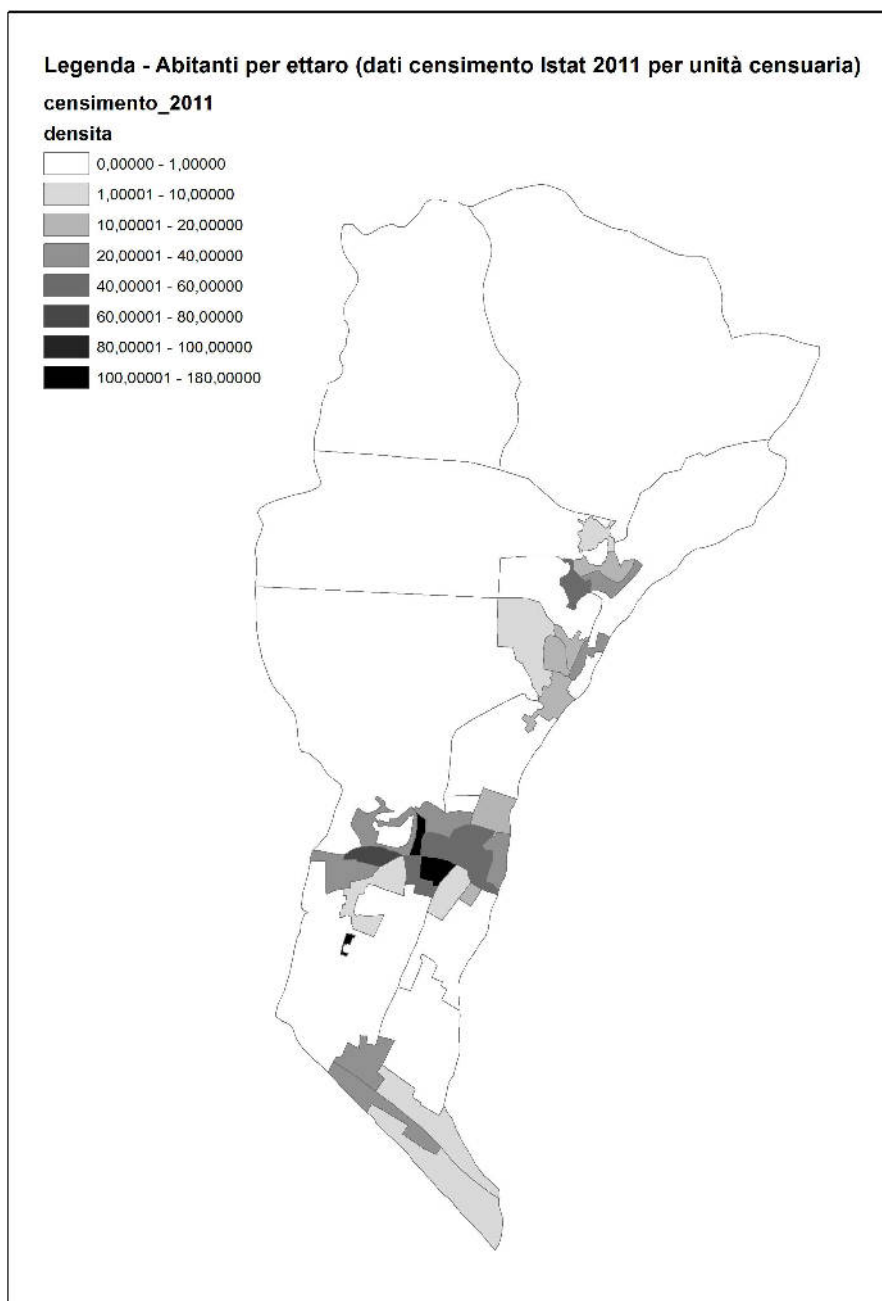 Legenda - Abitanti per ettaro (dati censimento Istat 2011 per unità censuaria)
censimento_2011
densita
0,00000 - 1,00000
1,00001 - 10,00000
10,00001 - 20,00000
20,00001 - 40,00000
40,00001 - 60,00000
60,00001 - 80,00000
80,00001 - 100,00000
100,00001 - 180,00000